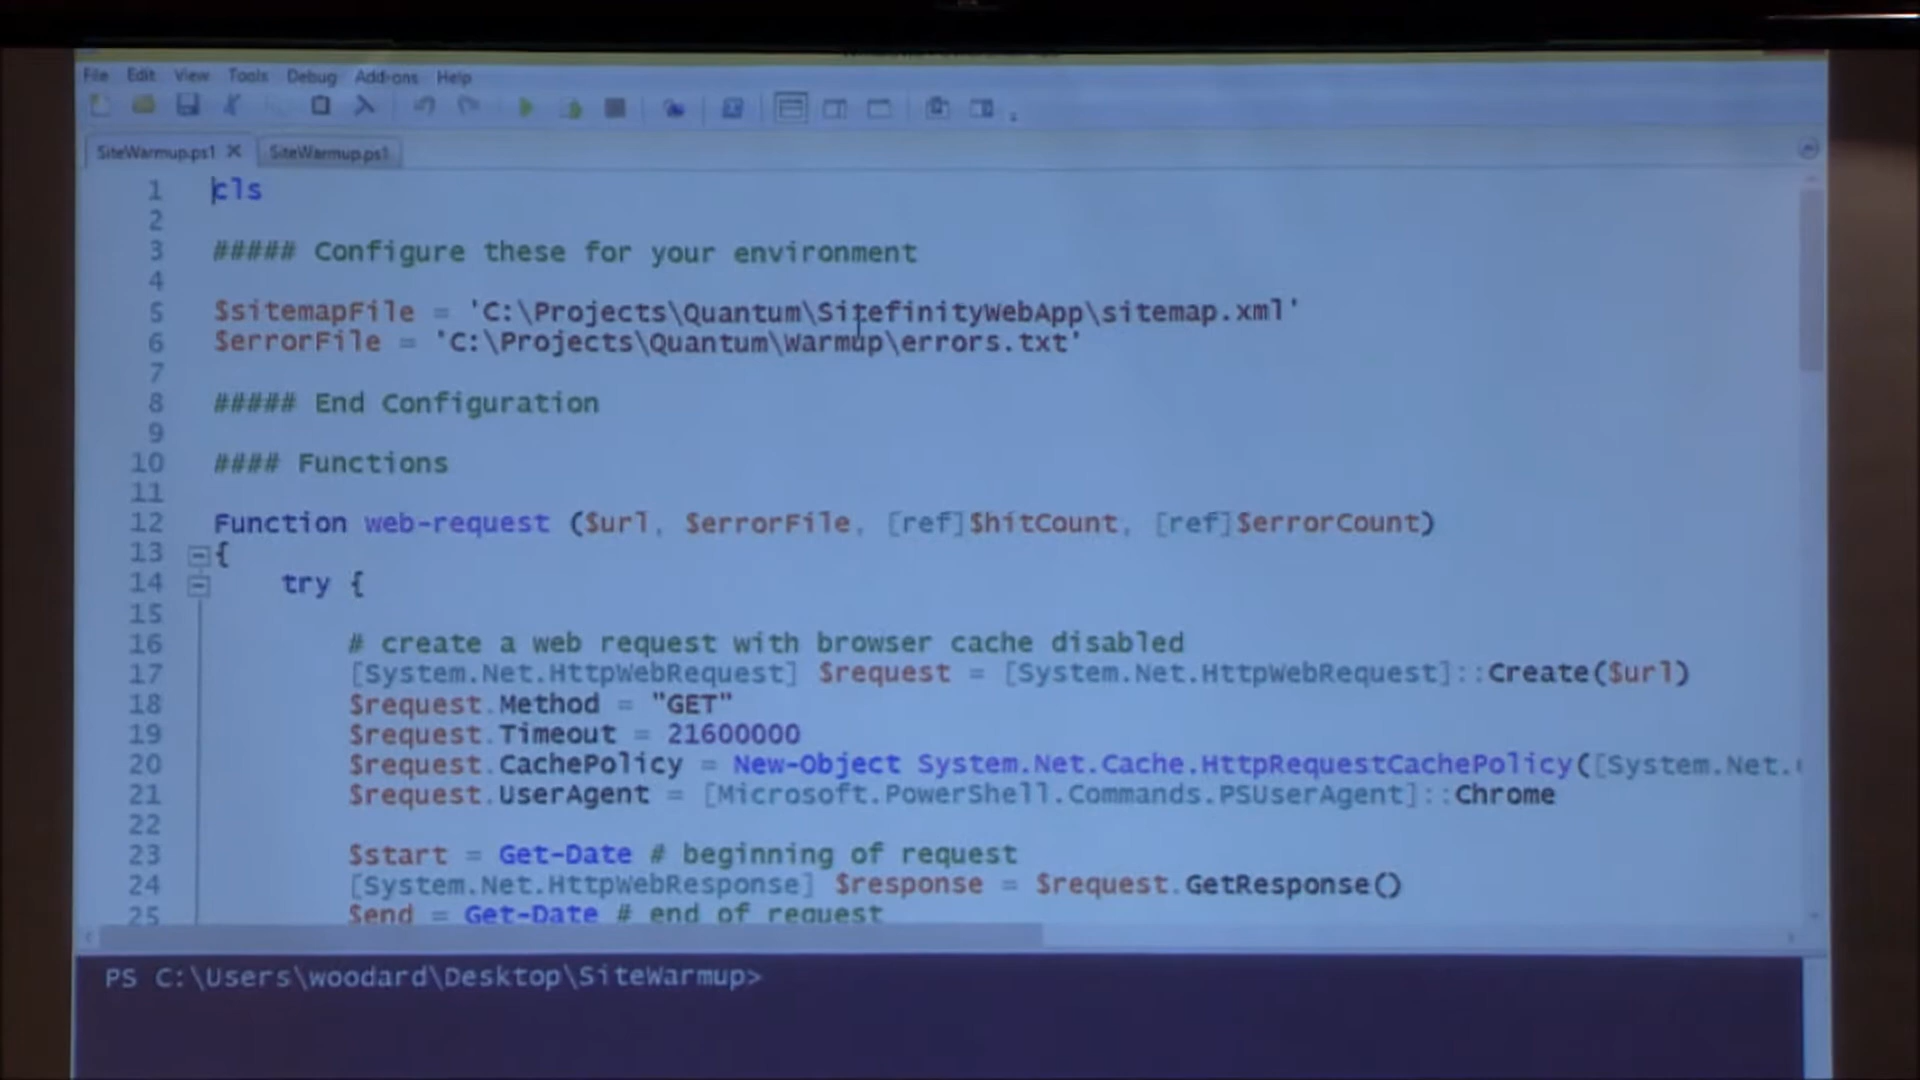 File Edit View Tools Debug Add-ons Help
SiteWarmup.ps1 SiteWarmup.ps1
1 cls
2
3 ##### Configure these for your environment
4
5 $sitemapFile = 'C:\Projects\Quantum\SitefinityWebApp\sitemap.xml'
6 $errorFile = 'C:\Projects\Quantum\Warmup\errors.txt'
7
8 ##### End Configuration
9
10 #### Functions
11
12 Function web-request ($url, $errorFile, [ref]$hitCount, [ref]$errorCount)
13 {
14 try {
15
16 # create a web request with browser cache disabled
17 [System.Net.HttpWebRequest] $request = [System.Net.HttpWebRequest]::Create($url)
18 $request.Method = "GET"
19 $request.Timeout = 21600000
20 $request.CachePolicy = New-Object System.Net.Cache.HttpRequestCachePolicy([System.Net.
21 $request.UserAgent = [Microsoft.PowerShell.Commands.PSUserAgent]::Chrome
22
23 $start = Get-Date # beginning of request
24 [System.Net.HttpWebResponse] $response = $request.GetResponse()
25 $end = Get-Date # end of request
PS C:\Users\woodard\Desktop\SiteWarmup>